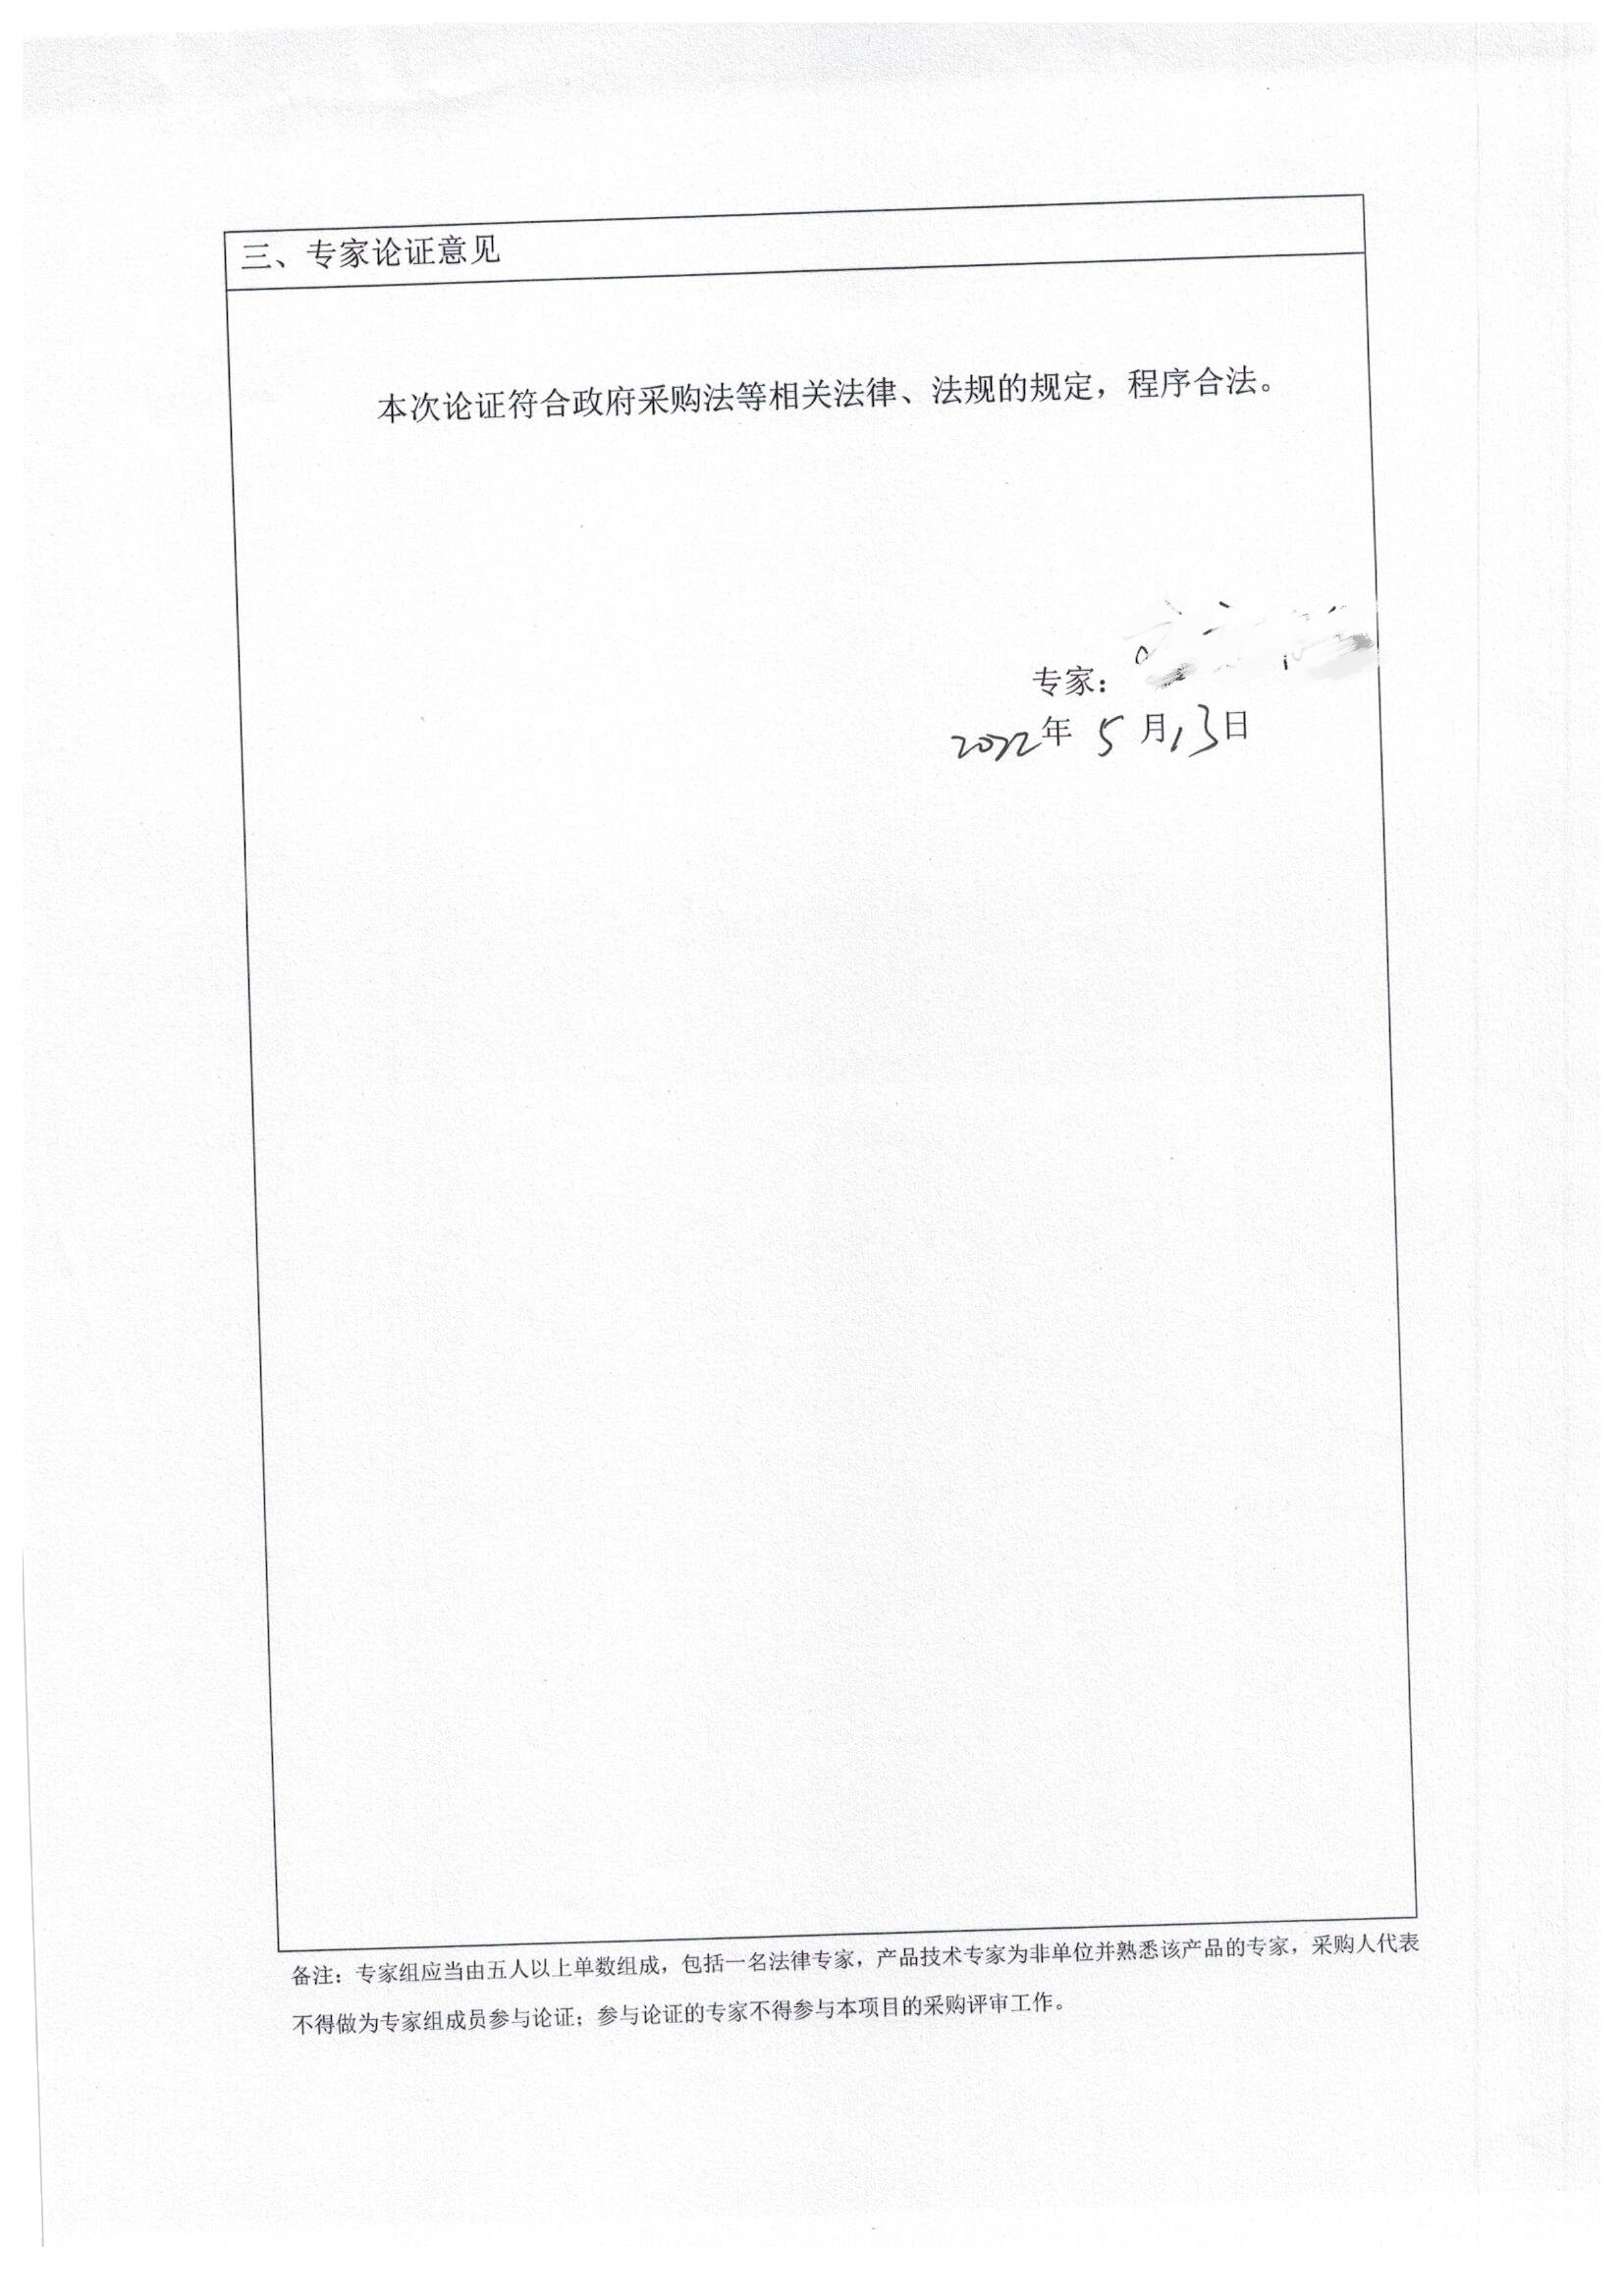 三、专家论证意见
本次论证符合政府采购法等相关法律、法规的规定，程序合法。
专家：
2022年 5 月13日
备注：专家组应当由五人以上单数组成，包括一名法律专家，产品技术专家为非单位并熟悉该产品的专家，采购人代表
不得做为专家组成员参与论证；参与论证的专家不得参与本项目的采购评审工作。